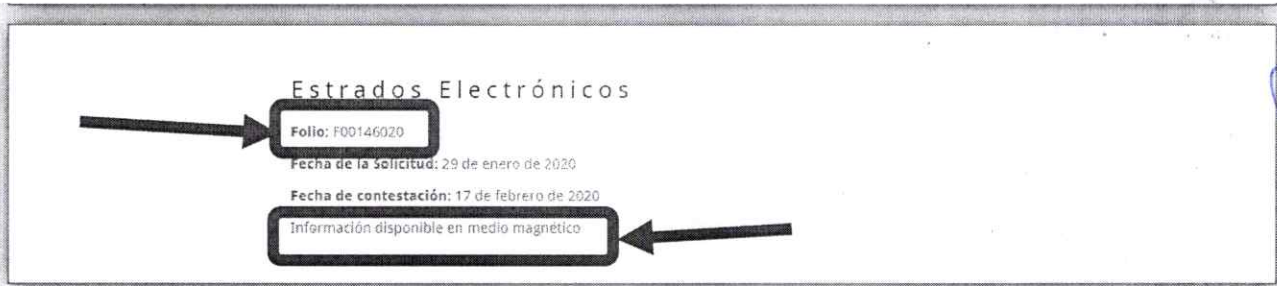 Estrados Electrónicos
Folio: F00146020
Fecha de la Solicitud: 29 de enero de 2020
Fecha de contestación: 17 de febrero de 2020
Información disponible en medio magnético